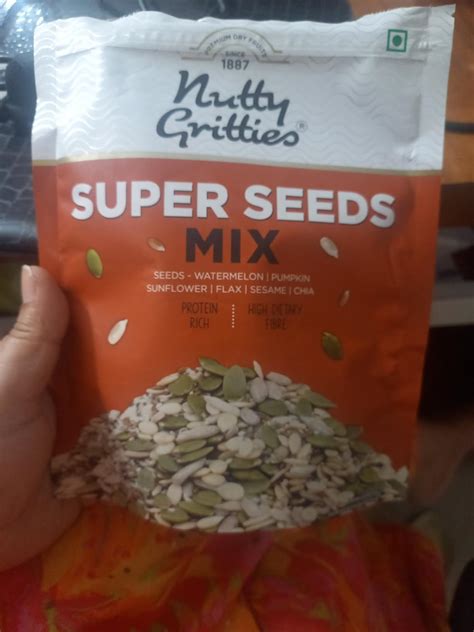 PREMIUM DRY FRUITS
SINCE
1887
Nutty
Gritties®
SUPER SEEDS
MIX
SEEDS - WATERMELON | PUMPKIN
SUNFLOWER | FLAX | SESAME | CHIA
PROTEIN HIGH DIETARY
RICH FIBRE